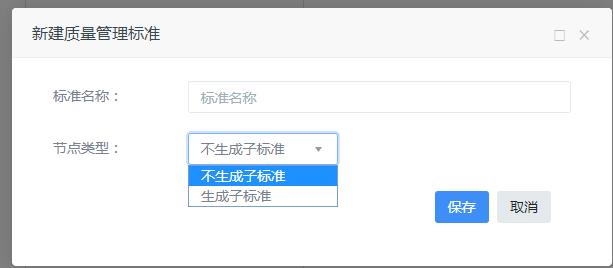 新建质量管理标准
标准名称：
标准名称
节点类型：
不生成子标准
不生成子标准
生成子标准
保存
取消